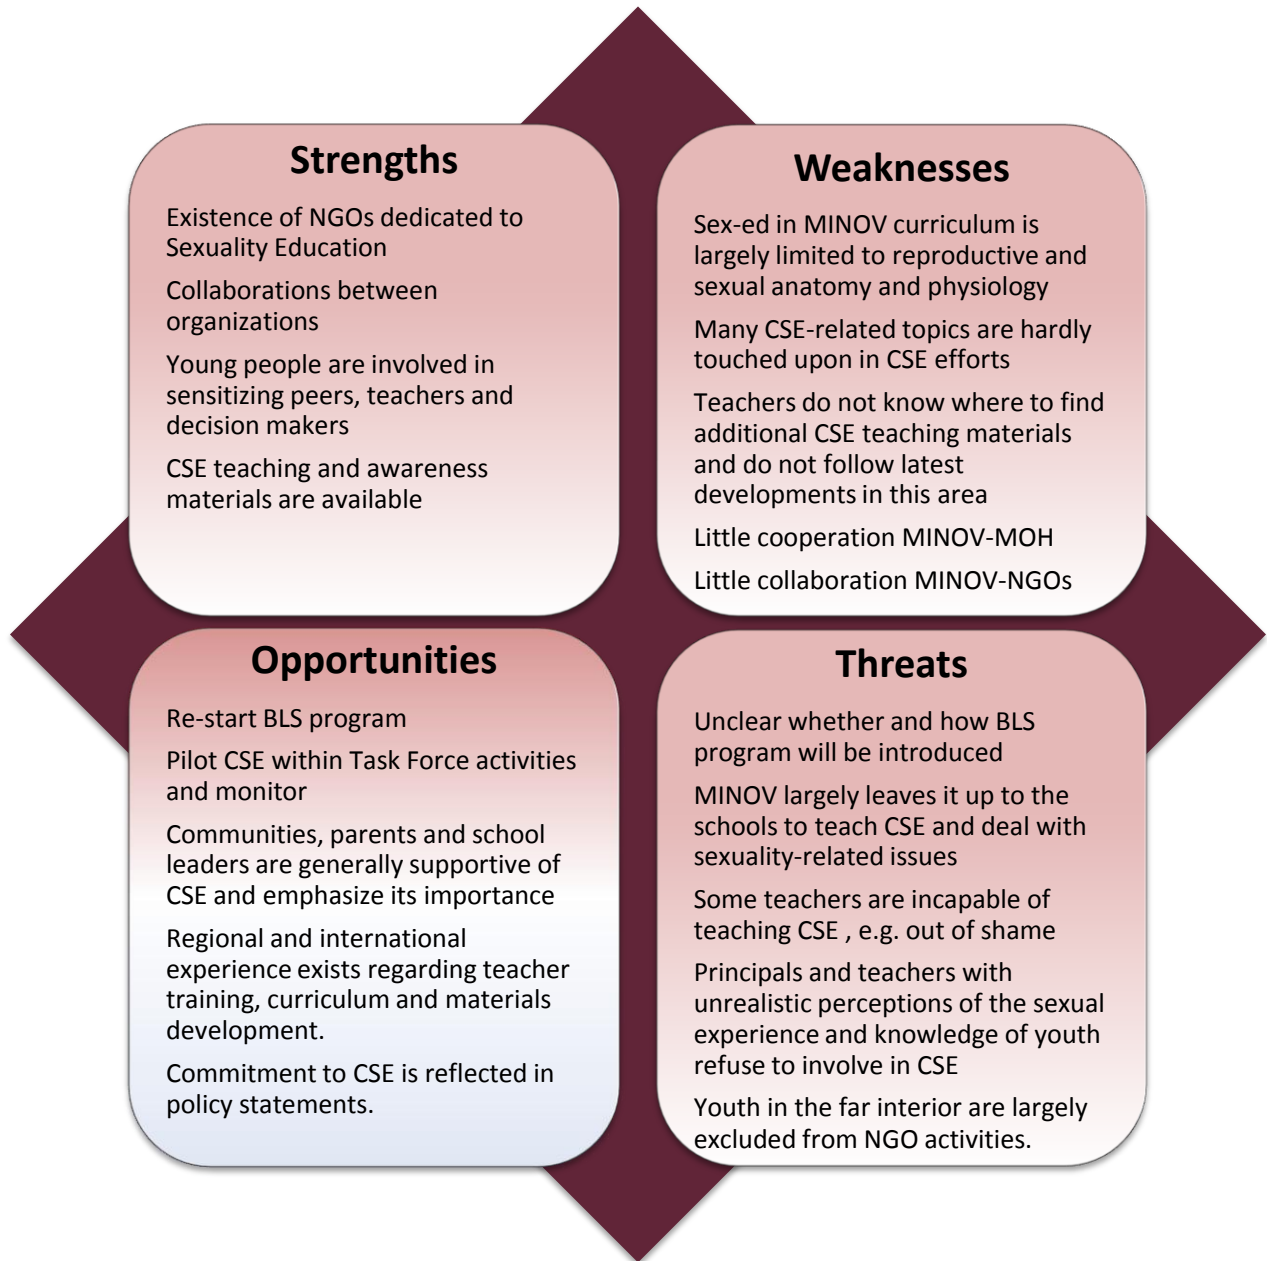 Strengths
Existence of NGOs dedicated to
Sexuality Education
Collaborations between
organizations
Young people are involved in
sensitizing peers, teachers and
decision makers
CSE teaching and awareness
materials are available
Weaknesses
Sex-ed in MINOV curriculum is
largely limited to reproductive and
sexual anatomy and physiology
Many CSE-related topics are hardly
touched upon in CSE efforts
Teachers do not know where to find
additional CSE teaching materials
and do not follow latest
developments in this area
Little cooperation MINOV-MOH
Little collaboration MINOV-NGOs
Opportunities
Re-start BLS program
Pilot CSE within Task Force activities
and monitor
Communities, parents and school
leaders are generally supportive of
CSE and emphasize its importance
Regional and international
experience exists regarding teacher
training, curriculum and materials
development.
Commitment to CSE is reflected in
policy statements.
Threats
Unclear whether and how BLS
program will be introduced
MINOV largely leaves it up to the
schools to teach CSE and deal with
sexuality-related issues
Some teachers are incapable of
teaching CSE , e.g. out of shame
Principals and teachers with
unrealistic perceptions of the sexual
experience and knowledge of youth
refuse to involve in CSE
Youth in the far interior are largely
excluded from NGO activities.